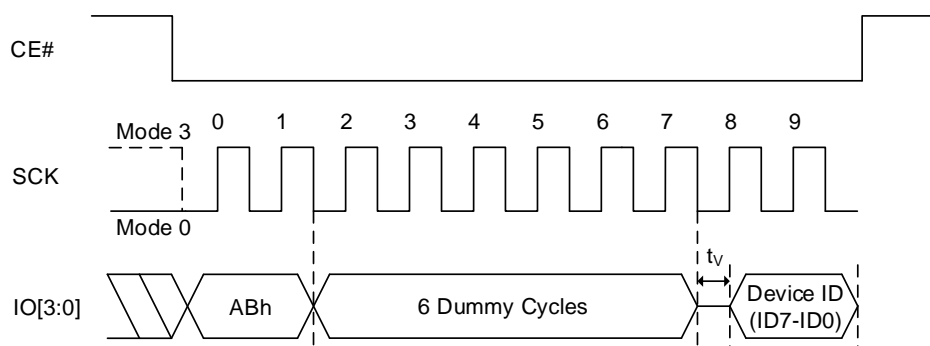 CE#
Mode 3
0 1 2 3 4 5 6 7 8 9
SCK
Mode 0
tV
IO[3:0]
ABh
6 Dummy Cycles
Device ID
(ID7-ID0)